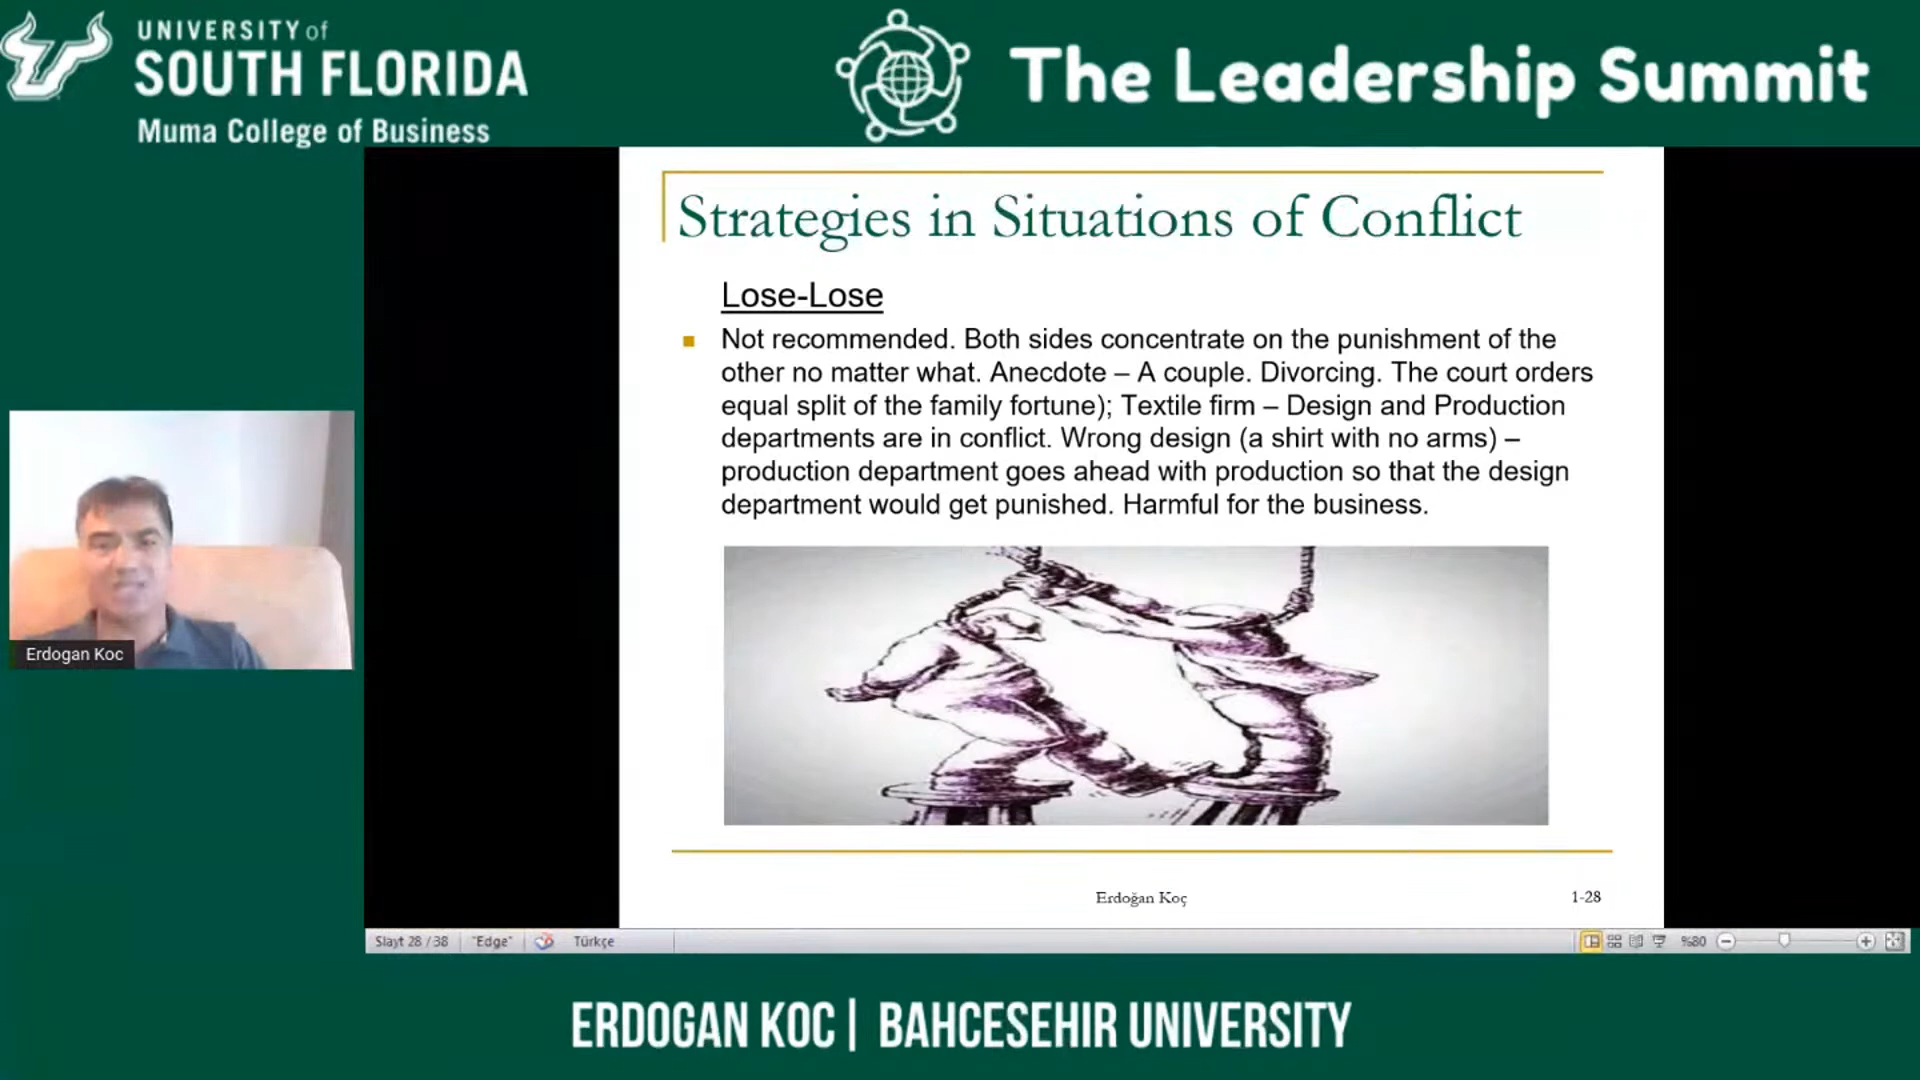 UNIVERSITY of
SOUTH FLORIDA
Muma College of Business
The Leadership Summit
Strategies in Situations of Conflict
Lose-Lose
Not recommended. Both sides concentrate on the punishment of the
other no matter what. Anecdote – A couple. Divorcing. The court orders
equal split of the family fortune); Textile firm – Design and Production
departments are in conflict. Wrong design (a shirt with no arms) –
production department goes ahead with production so that the design
department would get punished. Harmful for the business.
Erdogan Koc
Erdoğan Koç
1-28
Slayt 28 / 38
"Edge"
Türkçe
%80
ERDOGAN KOC | BAHCESEHIR UNIVERSITY